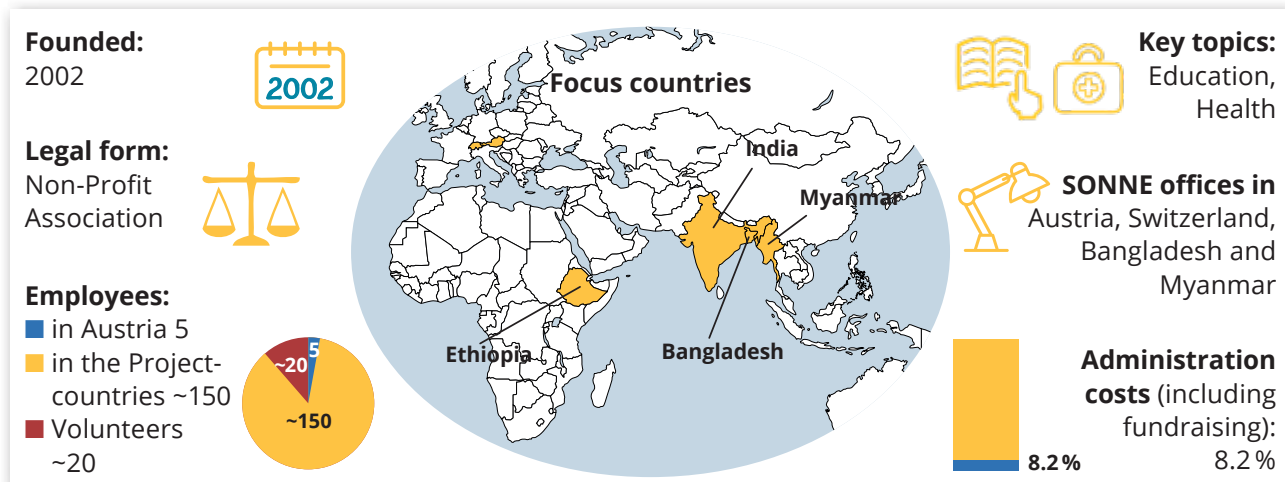 Founded:
2002
2002
Legal form:
Non-Profit
Association
Employees:
in Austria 5
in the Project-
countries ~150
Volunteers
~20
5
~20
~150
Focus countries
India
Myanmar
Ethiopia
Bangladesh
Key topics:
Education,
Health
SONNE offices in
Austria, Switzerland,
Bangladesh and
Myanmar
Administration
costs (including
fundraising):
8.2 %
8.2 %